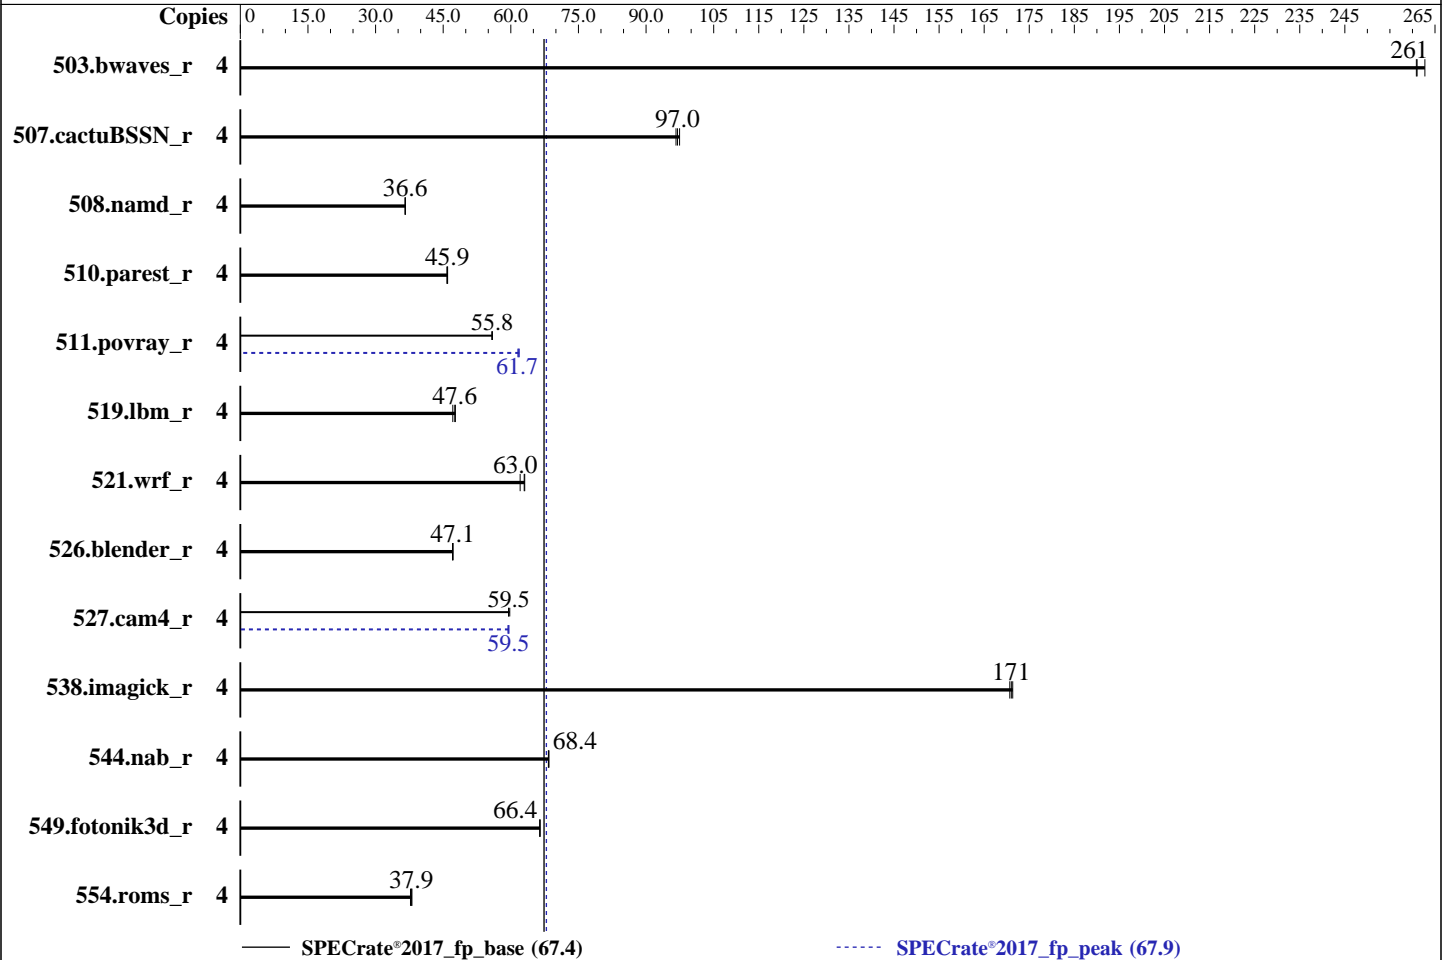 Copies 0 15.0 30.0 45.0 60.0 75.0 90.0 105 115 125 135 145 155 165 175 185 195 205 215 225 235 245 265
503.bwaves_r 4 261
507.cactuBSSN_r 4 97.0
508.namd_r 4 36.6
510.parest_r 4 45.9
511.povray_r 4 55.8
61.7
519.lbm_r 4 47.6
521.wrf_r 4 63.0
526.blender_r 4 47.1
527.cam4_r 4 59.5
59.5
538.imagick_r 4 171
544.nab_r 4 68.4
549.fotonik3d_r 4 66.4
554.roms_r 4 37.9
SPECrate®2017_fp_base (67.4) SPECrate®2017_fp_peak (67.9)